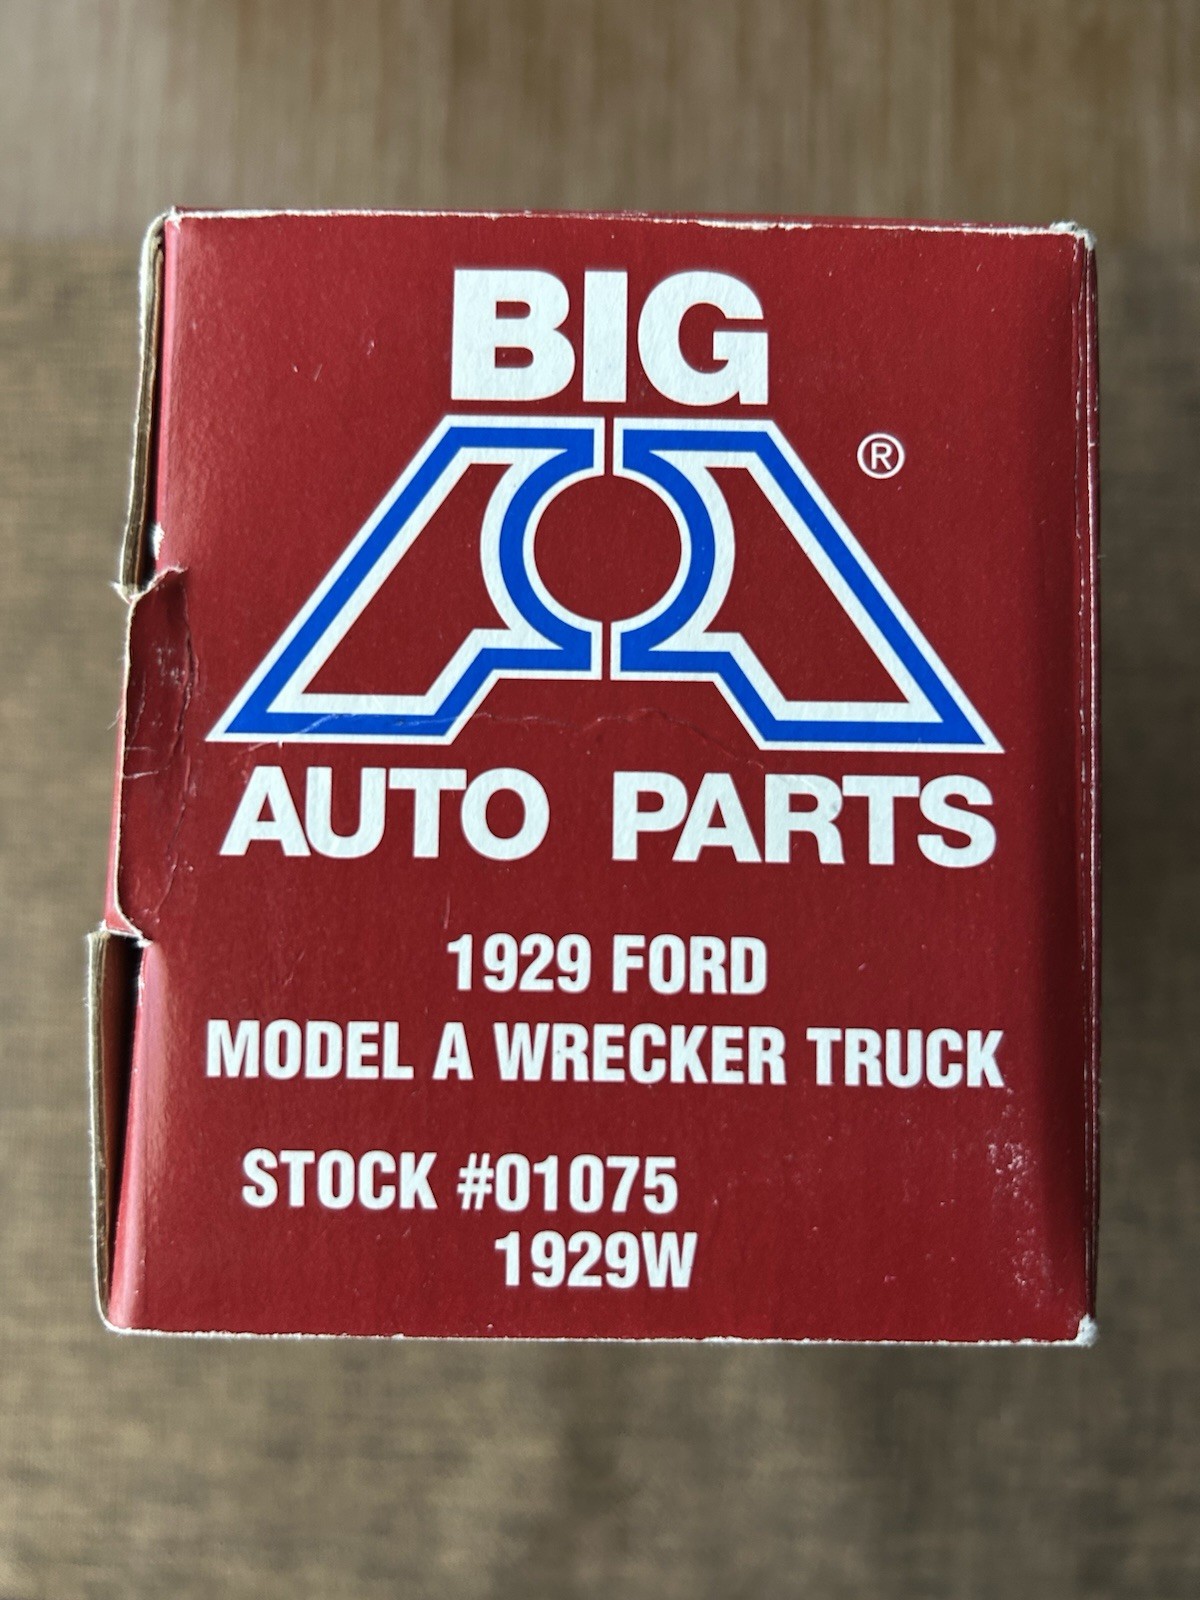 BIG
A
®
AUTO PARTS
1929 FORD
MODEL A WRECKER TRUCK
STOCK #01075
1929W